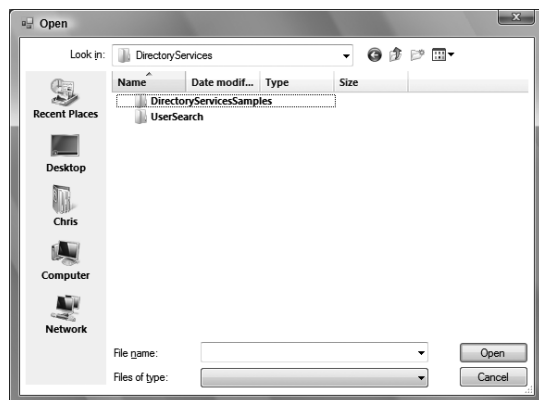 Open
Look in: DirectoryServices
Name Date modif... Type Size
DirectoryServicesSamples
UserSearch
Recent Places
Desktop
Chris
Computer
Network
File name: Open
Files of type: Cancel